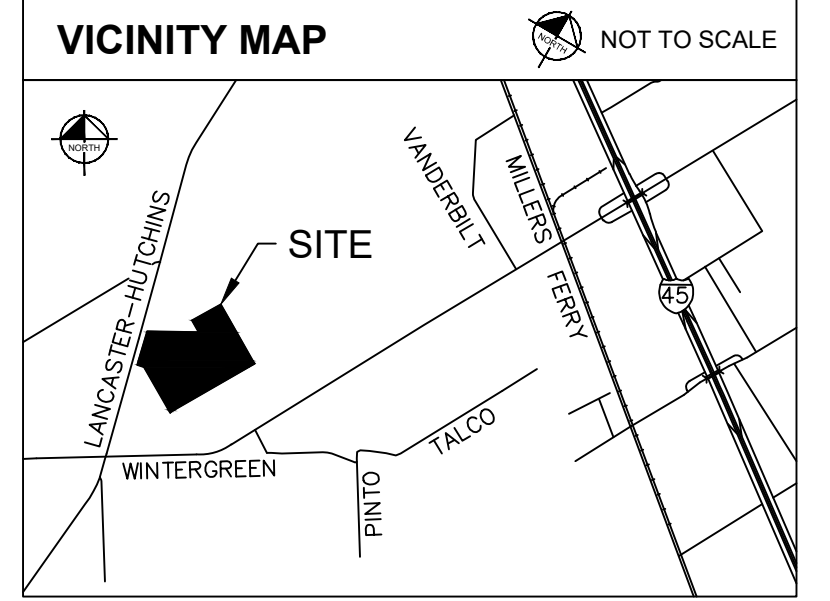 VICINITY MAP
NORTH
NOT TO SCALE
NORTH
VANDERBILT
MILLERS
FERRY
LANCASTER-HUTCHINS
SITE
45
TALCO
WINTERGREEN
PINTO